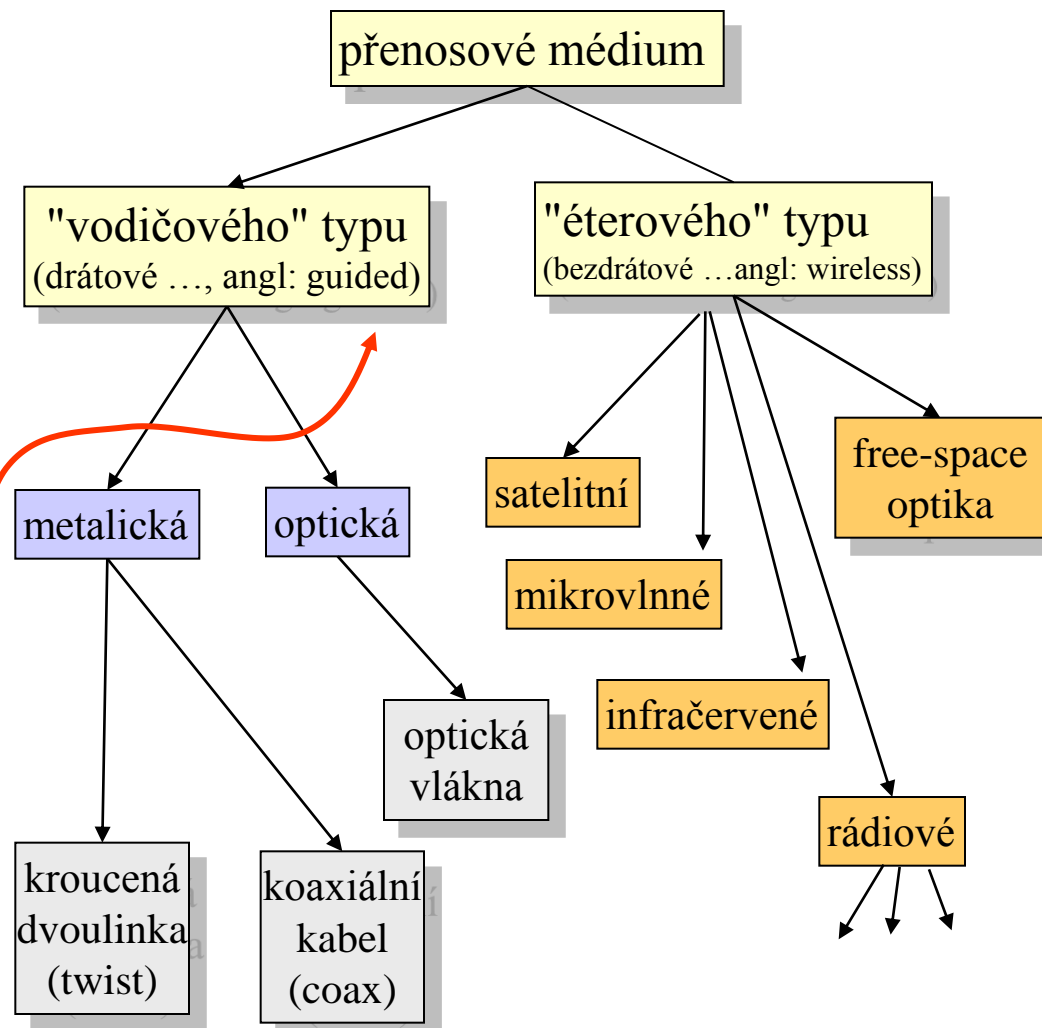 přenosové médium
"vodičového" typu
(drátové …, angl: guided)
"éterového" typu
(bezdrátové …angl: wireless)
free-space
optika
satelitní
metalická
optická
mikrovlnné
infračervené
optická
vlákna
rádiové
kroucená
dvoulinka
(twist)
koaxiální
kabel
(coax)